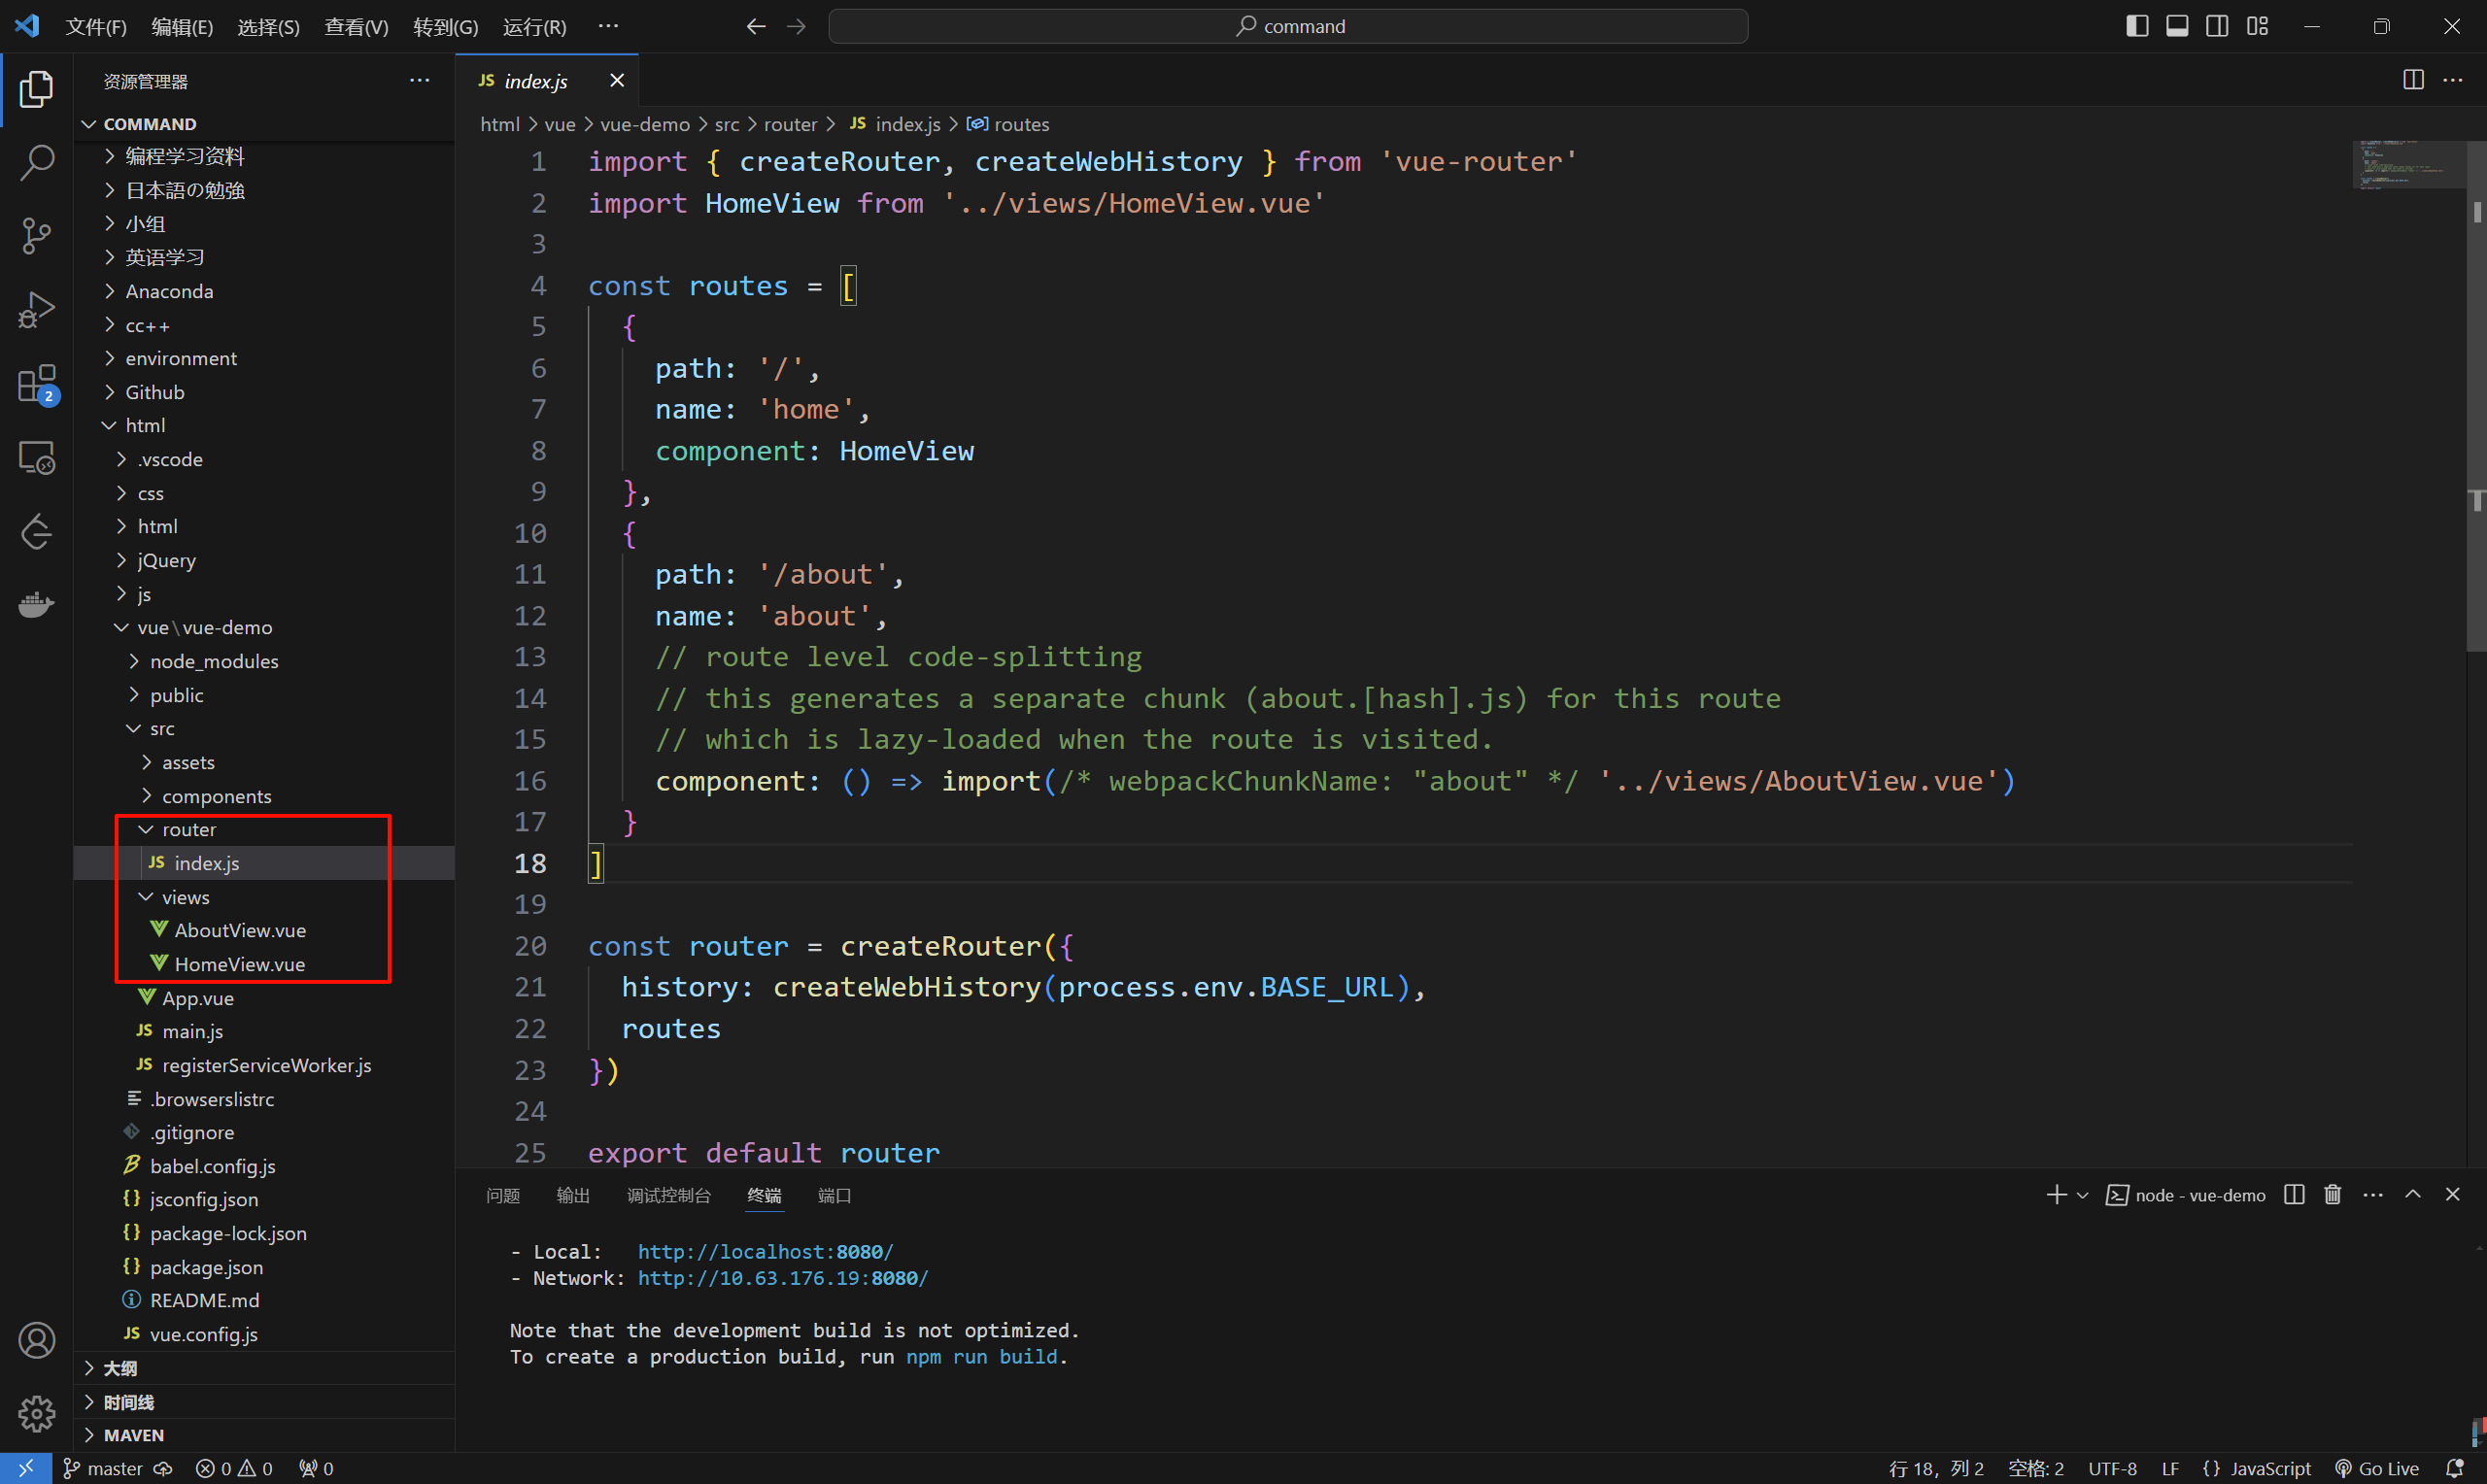 文件(F) 编辑(E) 选择(S) 查看(V) 转到(G) 运行(R) ··· command
资源管理器
COMMAND
编程学习资料
日本語の勉強
小组
英语学习
Anaconda
cc++
environment
Github
html
.vscode
css
html
jQuery
js
vue\vue-demo
node_modules
public
src
assets
components
router
JS index.js
views
AboutView.vue
HomeView.vue
App.vue
JS main.js
JS registerServiceWorker.js
.browserslistrc
.gitignore
babel.config.js
{} jsconfig.json
{} package-lock.json
{} package.json
README.md
JS vue.config.js
大纲
时间线
MAVEN
2
JS index.js
html > vue > vue-demo > src > router > JS index.js > routes
1 import { createRouter, createWebHistory } from 'vue-router'
2 import HomeView from '../views/HomeView.vue'
3
4 const routes = [
5 {
6 path: '/',
7 name: 'home',
8 component: HomeView
9 },
10 {
11 path: '/about',
12 name: 'about',
13 // route level code-splitting
14 // this generates a separate chunk (about.[hash].js) for this route
15 // which is lazy-loaded when the route is visited.
16 component: () => import(/* webpackChunkName: "about" */ '../views/AboutView.vue')
17 }
18 ]
19
20 const router = createRouter({
21 history: createWebHistory(process.env.BASE_URL),
22 routes
23 })
24
25 export default router
问题 输出 调试控制台 终端 端口 node - vue-demo
- Local: http://localhost:8080/
- Network: http://10.63.176.19:8080/
Note that the development build is not optimized.
To create a production build, run npm run build.
master 0 0 0 行 18，列 2 空格: 2 UTF-8 LF {} JavaScript Go Live